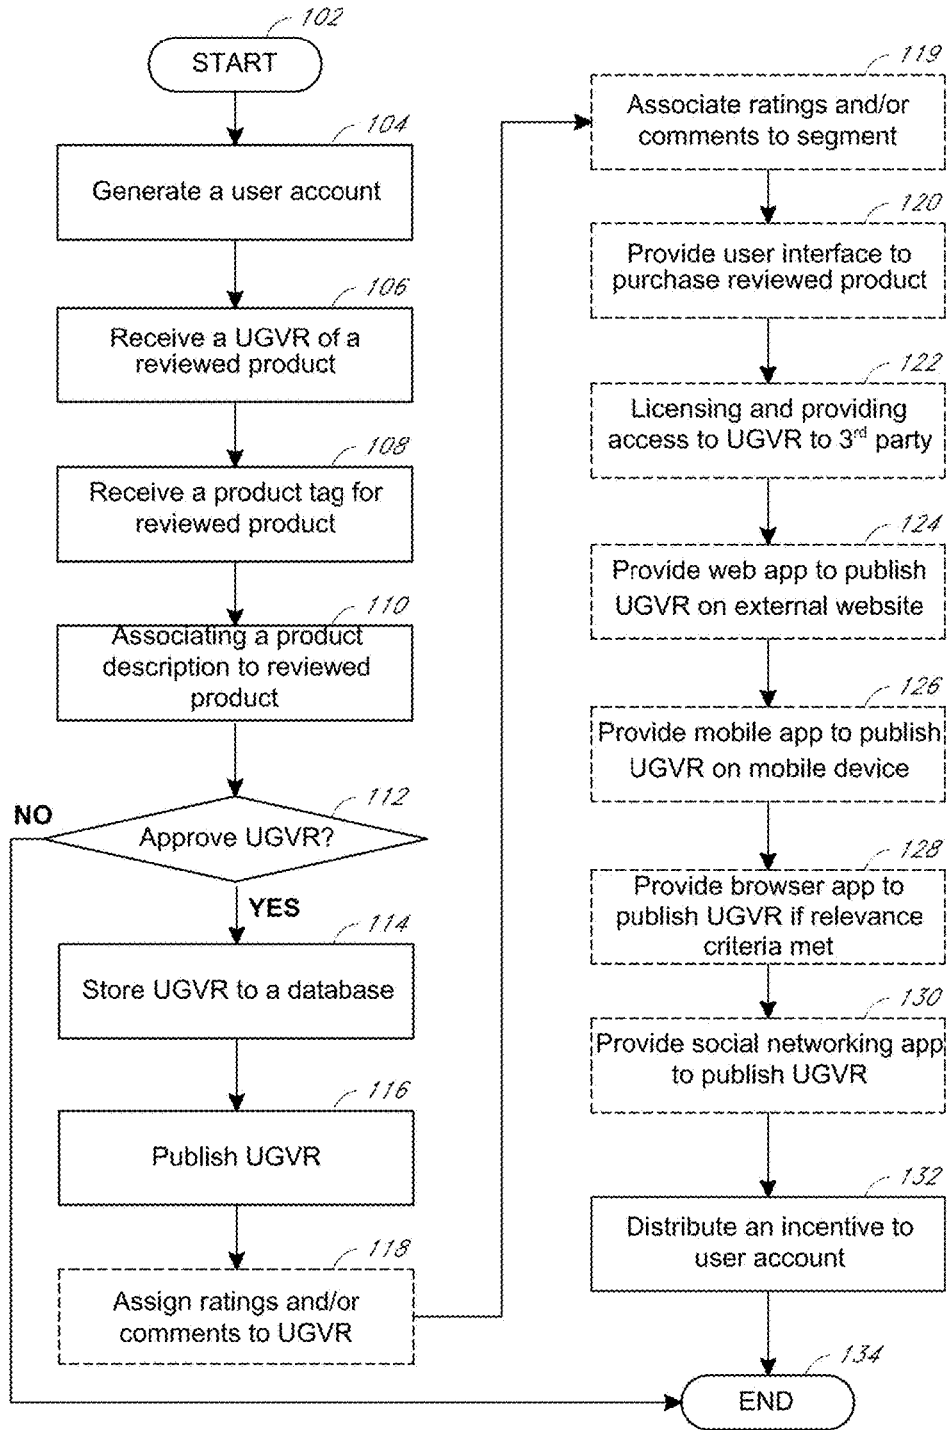 102
START
104
Generate a user account
106
Receive a UGVR of a
reviewed product
108
Receive a product tag for
reviewed product
110
Associating a product
description to reviewed
product
112
NO
Approve UGVR?
YES
114
Store UGVR to a database
116
Publish UGVR
118
Assign ratings and/or
comments to UGVR
119
Associate ratings and/or
comments to segment
120
Provide user interface to
purchase reviewed product
122
Licensing and providing
access to UGVR to 3rd party
124
Provide web app to publish
UGVR on external website
126
Provide mobile app to publish
UGVR on mobile device
128
Provide browser app to
publish UGVR if relevance
criteria met
130
Provide social networking app
to publish UGVR
132
Distribute an incentive to
user account
134
END